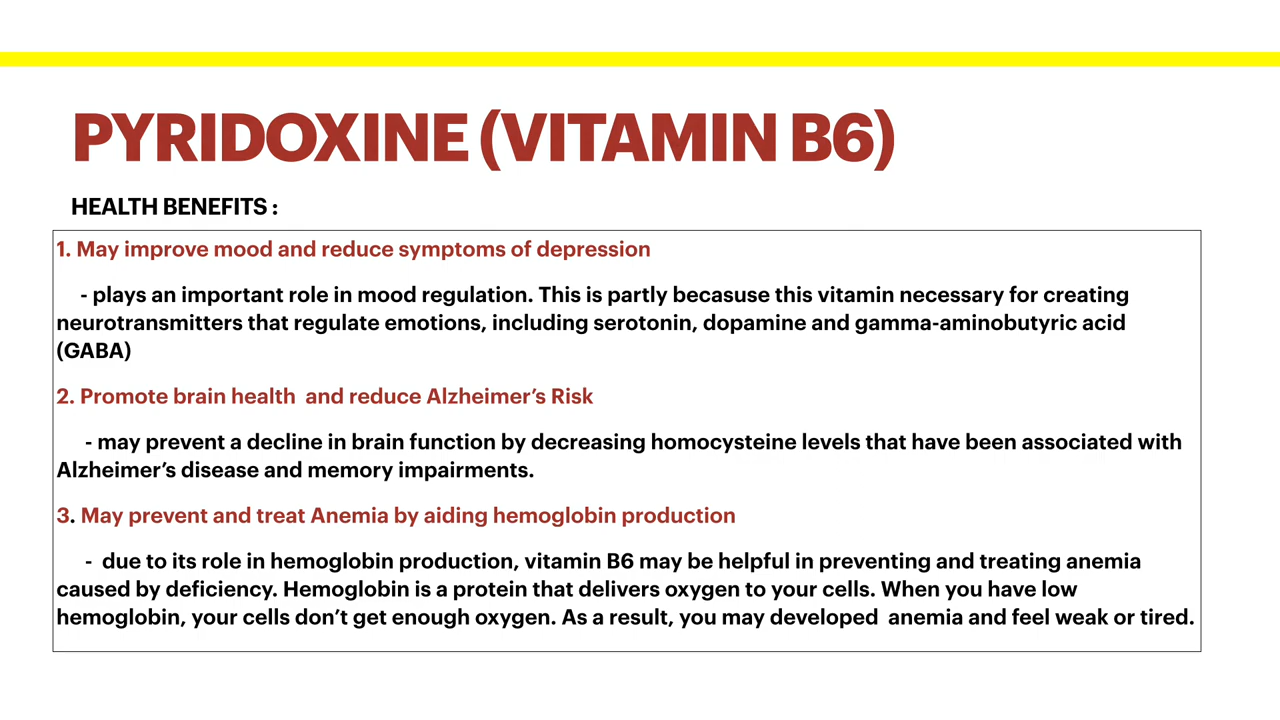 PYRIDOXINE (VITAMIN B6)
HEALTH BENEFITS :
1. May improve mood and reduce symptoms of depression
- plays an important role in mood regulation. This is partly becasuse this vitamin necessary for creating
neurotransmitters that regulate emotions, including serotonin, dopamine and gamma-aminobutyric acid
(GABA)
2. Promote brain health  and reduce Alzheimer’s Risk
- may prevent a decline in brain function by decreasing homocysteine levels that have been associated with
Alzheimer’s disease and memory impairments.
3. May prevent and treat Anemia by aiding hemoglobin production
-  due to its role in hemoglobin production, vitamin B6 may be helpful in preventing and treating anemia
caused by deficiency. Hemoglobin is a protein that delivers oxygen to your cells. When you have low
hemoglobin, your cells don’t get enough oxygen. As a result, you may developed  anemia and feel weak or tired.